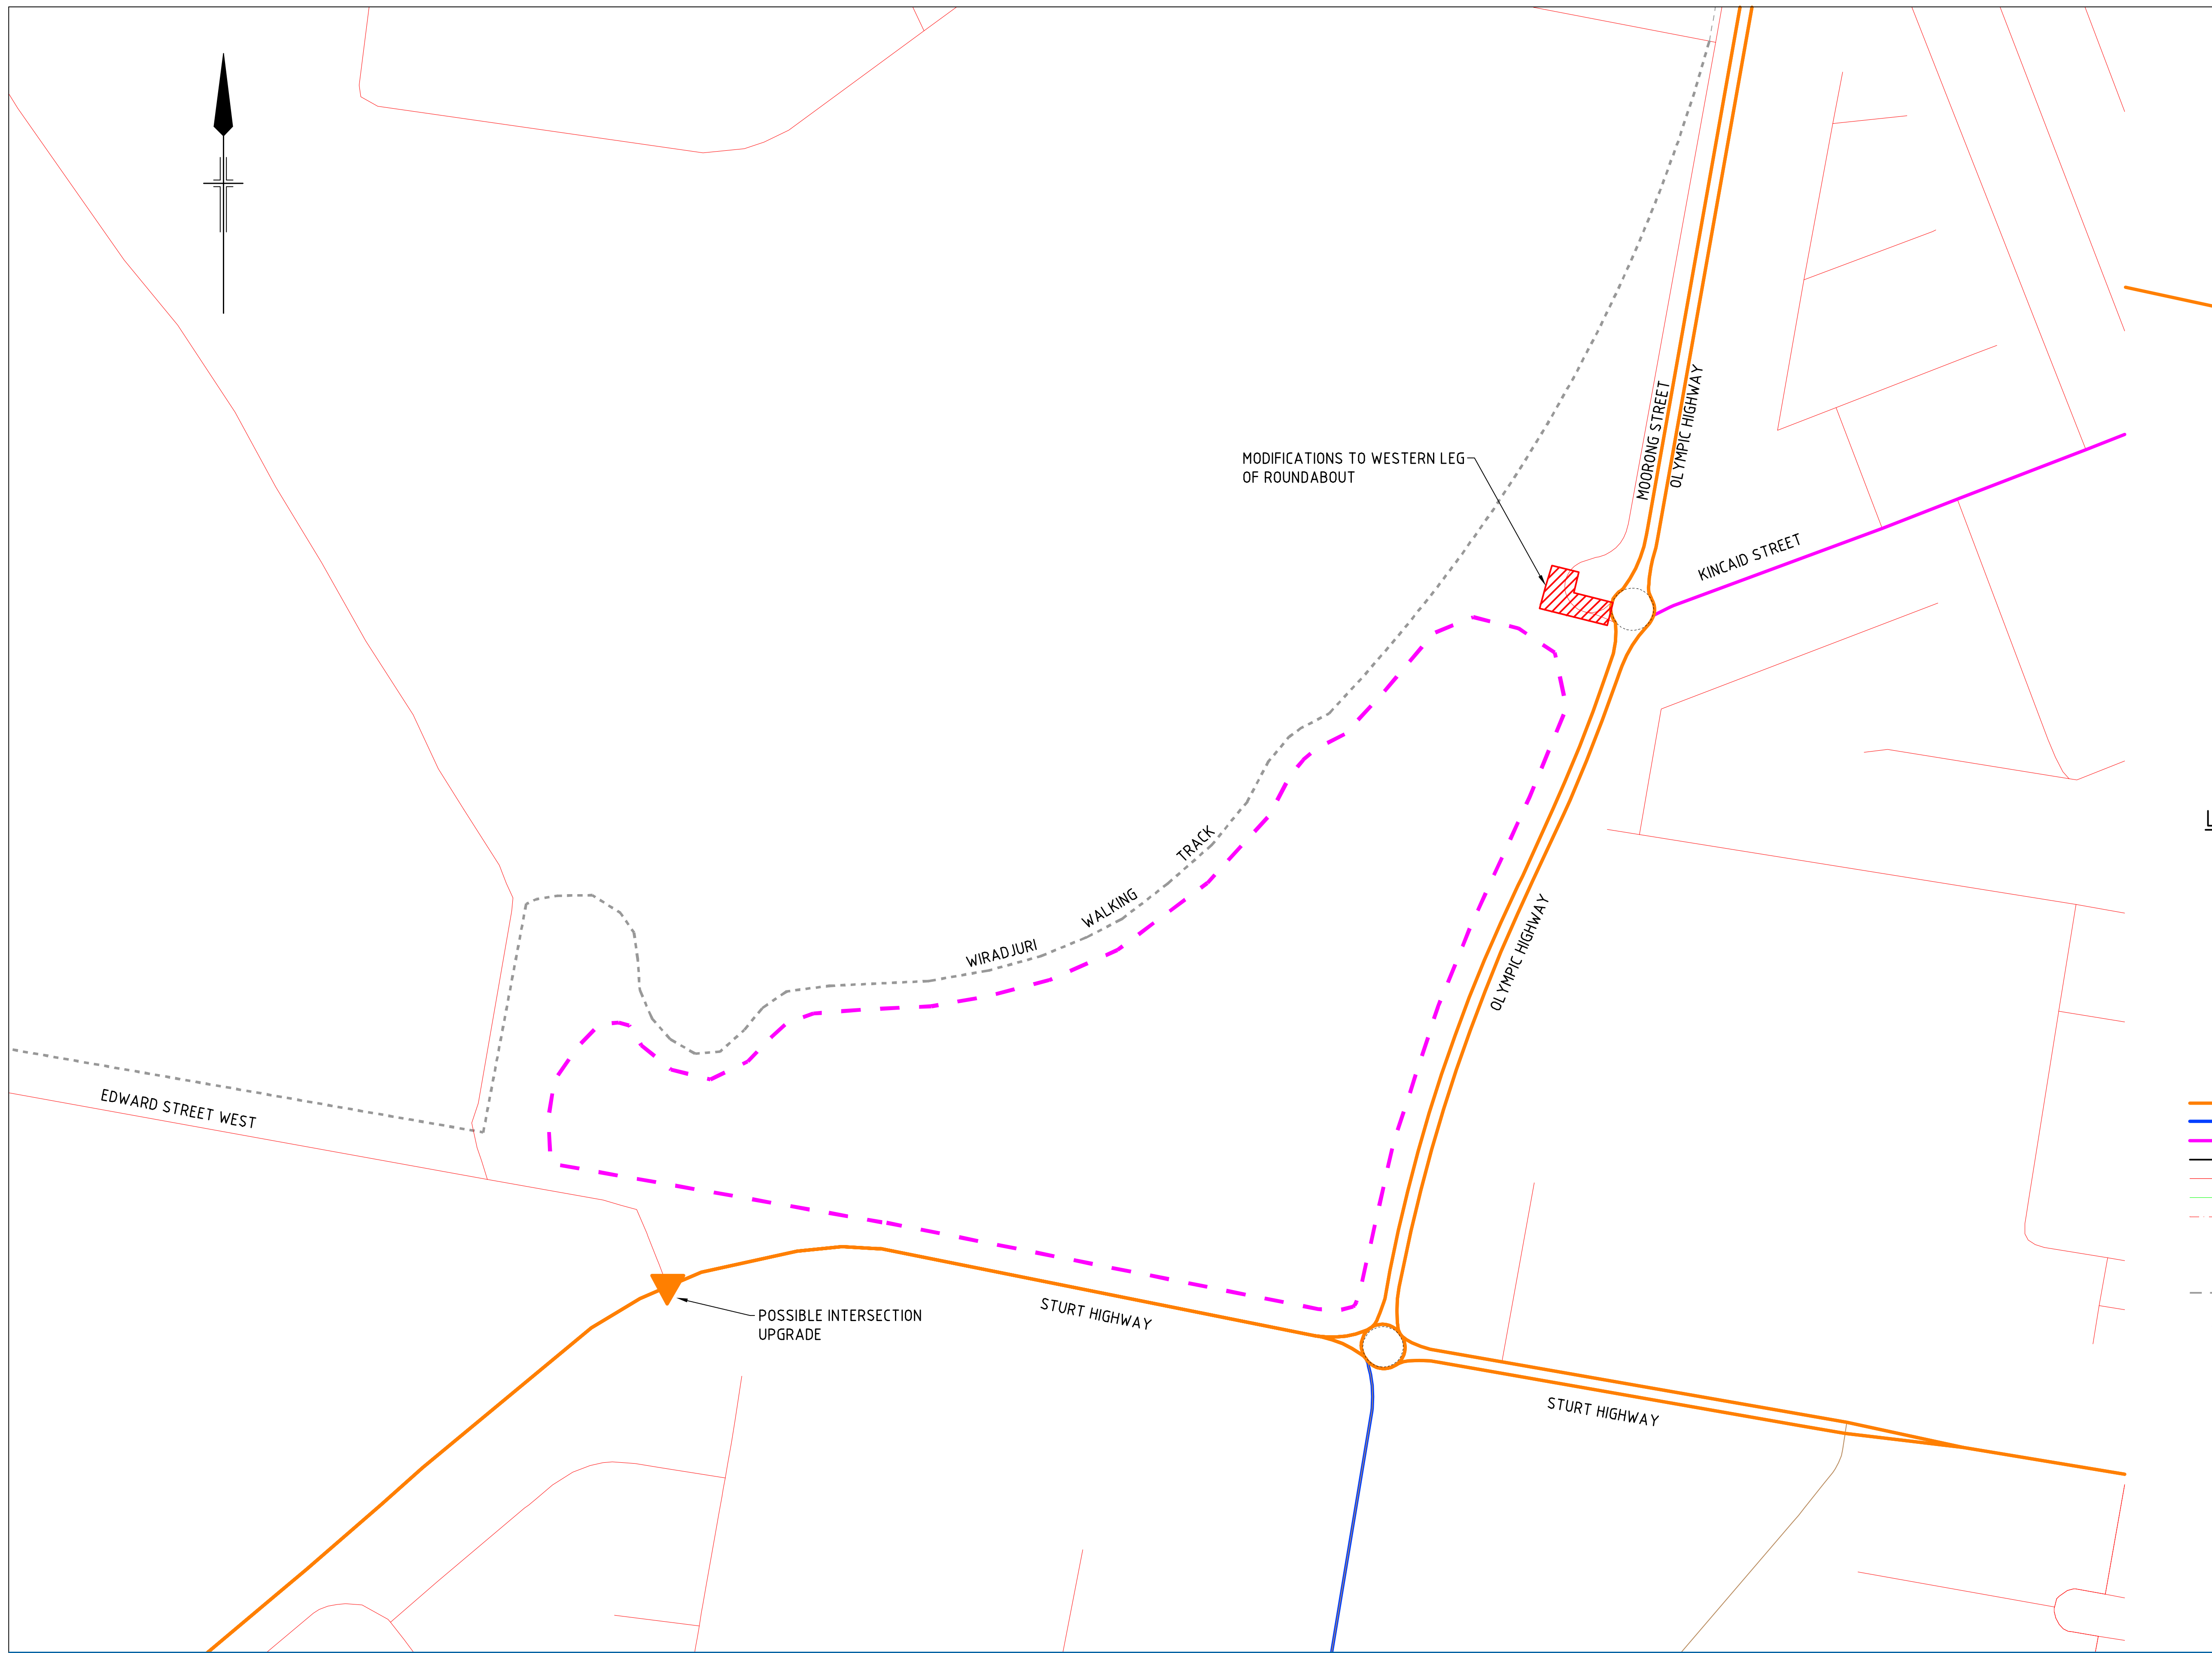 MOORONG STREET
OLYMPIC HIGHWAY
MODIFICATIONS TO WESTERN LEG
OF ROUNDABOUT
KINCAID STREET
WIRADJURI WALKING TRACK
OLYMPIC HIGHWAY
EDWARD STREET WEST
POSSIBLE INTERSECTION
UPGRADE
STURT HIGHWAY
STURT HIGHWAY
L